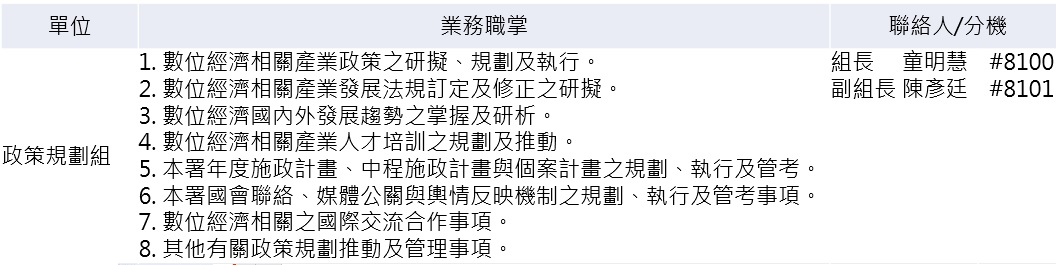 單位 業務職掌 聯絡人/分機
政策規劃組
1. 數位經濟相關產業政策之研擬、規劃及執行。
2. 數位經濟相關產業發展法規訂定及修正之研擬。
3. 數位經濟國內外發展趨勢之掌握及研析。
4. 數位經濟相關產業人才培訓之規劃及推動。
5. 本署年度施政計畫、中程施政計畫與個案計畫之規劃、執行及管考。
6. 本署國會聯絡、媒體公關與輿情反映機制之規劃、執行及管考事項。
7. 數位經濟相關之國際交流合作事項。
8. 其他有關政策規劃推動及管理事項。
組長 童明慧 #8100
副組長 陳彥廷 #8101